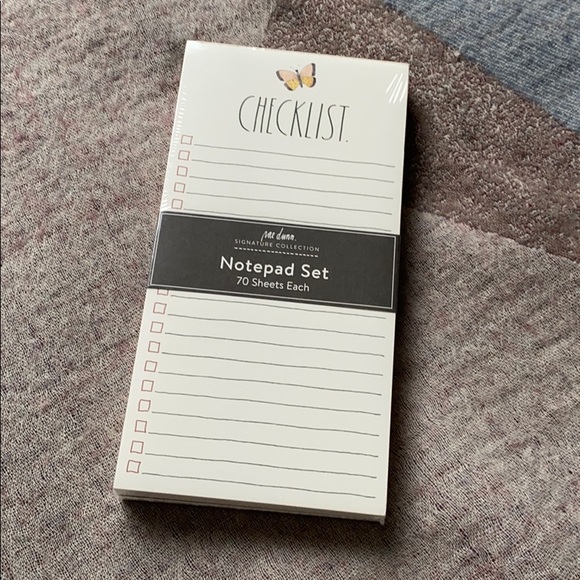 CHECKLIST.
rae dunn.
SIGNATURE COLLECTION
Notepad Set
70 Sheets Each